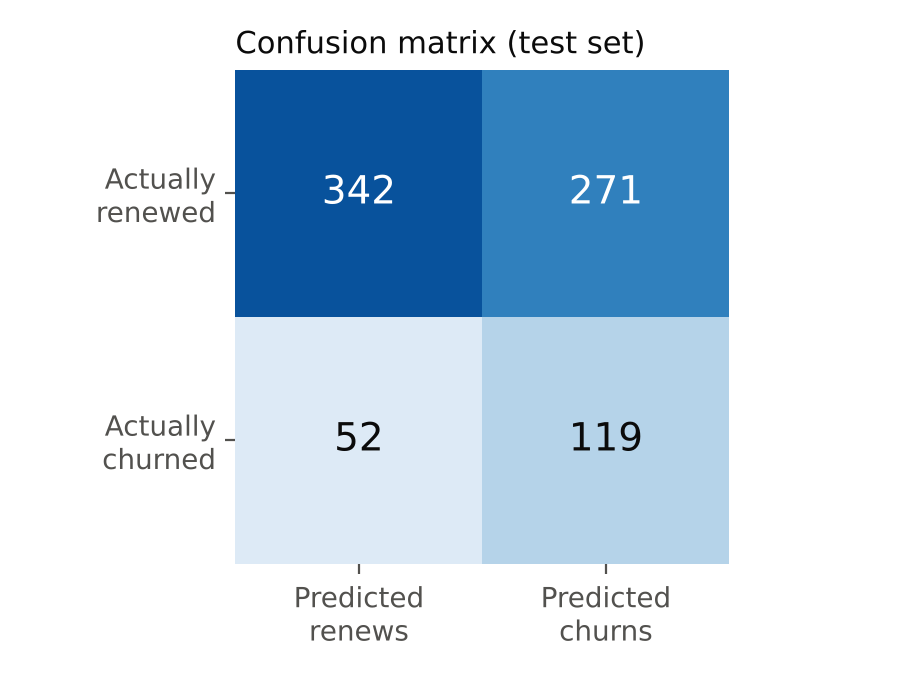 Confusion matrix (test set)
Actually
renewed
342
271
Actually
churned
52
119
Predicted
renews
Predicted
churns